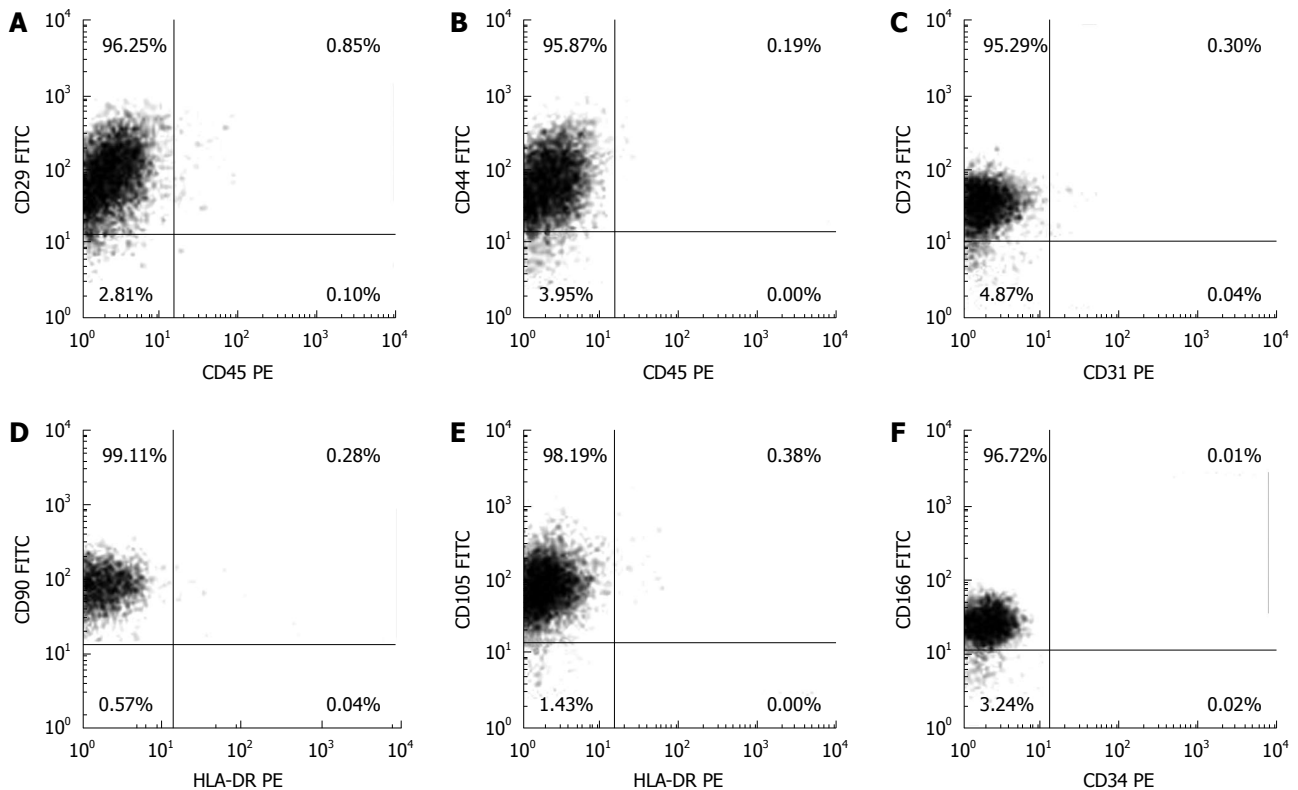 A
10⁴
10³
10²
10¹
10⁰
CD29 FITC
96.25%
0.85%
2.81%
0.10%
10⁰ 10¹ 10² 10³ 10⁴
CD45 PE
B
10⁴
10³
10²
10¹
10⁰
CD44 FITC
95.87%
0.19%
3.95%
0.00%
10⁰ 10¹ 10² 10³ 10⁴
CD45 PE
C
10⁴
10³
10²
10¹
10⁰
CD73 FITC
95.29%
0.30%
4.87%
0.04%
10⁰ 10¹ 10² 10³ 10⁴
CD31 PE
D
10⁴
10³
10²
10¹
10⁰
CD90 FITC
99.11%
0.28%
0.57%
0.04%
10⁰ 10¹ 10² 10³ 10⁴
HLA-DR PE
E
10⁴
10³
10²
10¹
10⁰
CD105 FITC
98.19%
0.38%
1.43%
0.00%
10⁰ 10¹ 10² 10³ 10⁴
HLA-DR PE
F
10⁴
10³
10²
10¹
10⁰
CD166 FITC
96.72%
0.01%
3.24%
0.02%
10⁰ 10¹ 10² 10³ 10⁴
CD34 PE